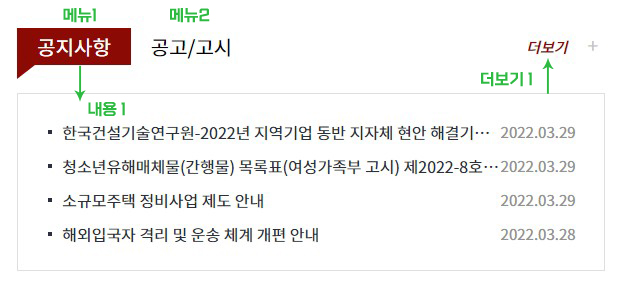 메뉴1 메뉴2
공지사항 공고/고시 더보기 +
더보기 1
내용 1
한국건설기술연구원-2022년 지역기업 동반 지자체 현안 해결기… 2022.03.29
청소년유해매체물(간행물) 목록표(여성가족부 고시) 제2022-8호… 2022.03.29
소규모주택 정비사업 제도 안내 2022.03.29
해외입국자 격리 및 운송 체계 개편 안내 2022.03.28